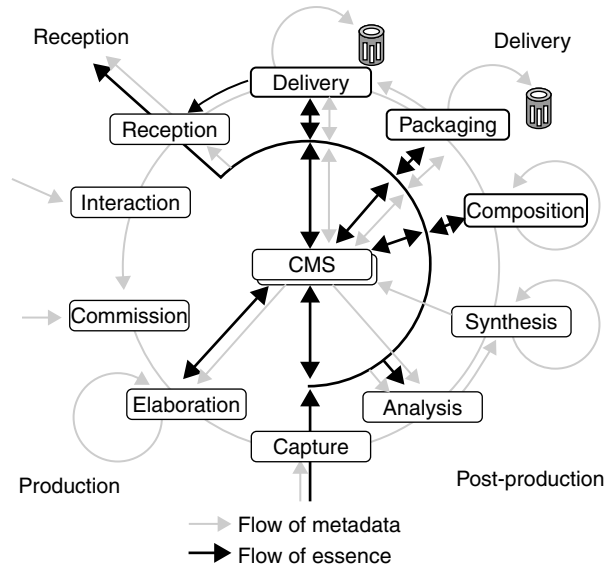 Reception
Delivery
Delivery
Packaging
Reception
Interaction
Composition
CMS
Commission
Synthesis
Elaboration
Analysis
Capture
Production
Post-production
Flow of metadata
Flow of essence